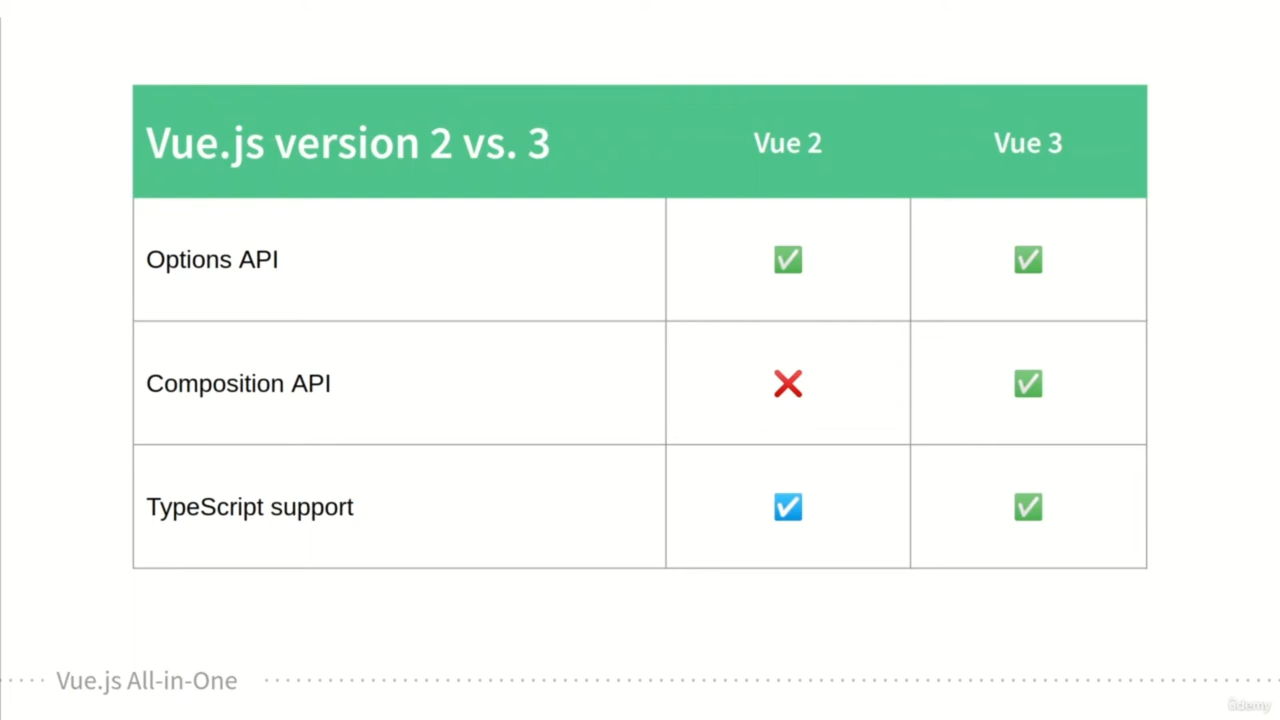 Vue.js version 2 vs. 3 Vue 2 Vue 3
Options API ✅ ✅
Composition API ❌ ✅
TypeScript support ☑️ ✅
Vue.js All-in-One
ûdemy